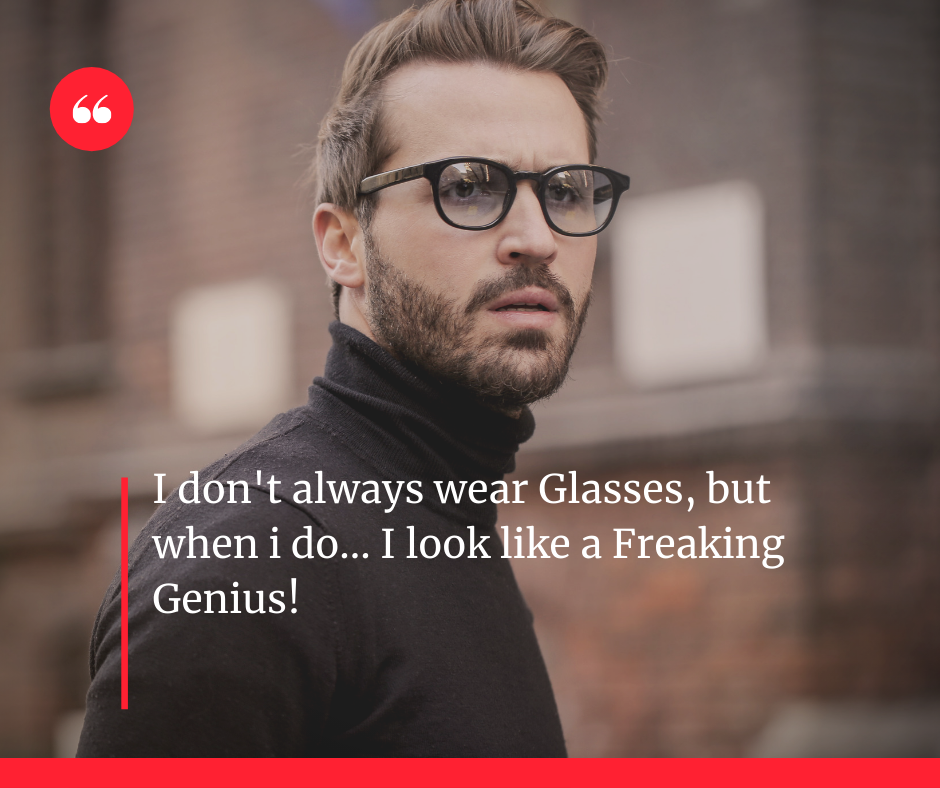 I don't always wear Glasses, but
when i do... I look like a Freaking
Genius!